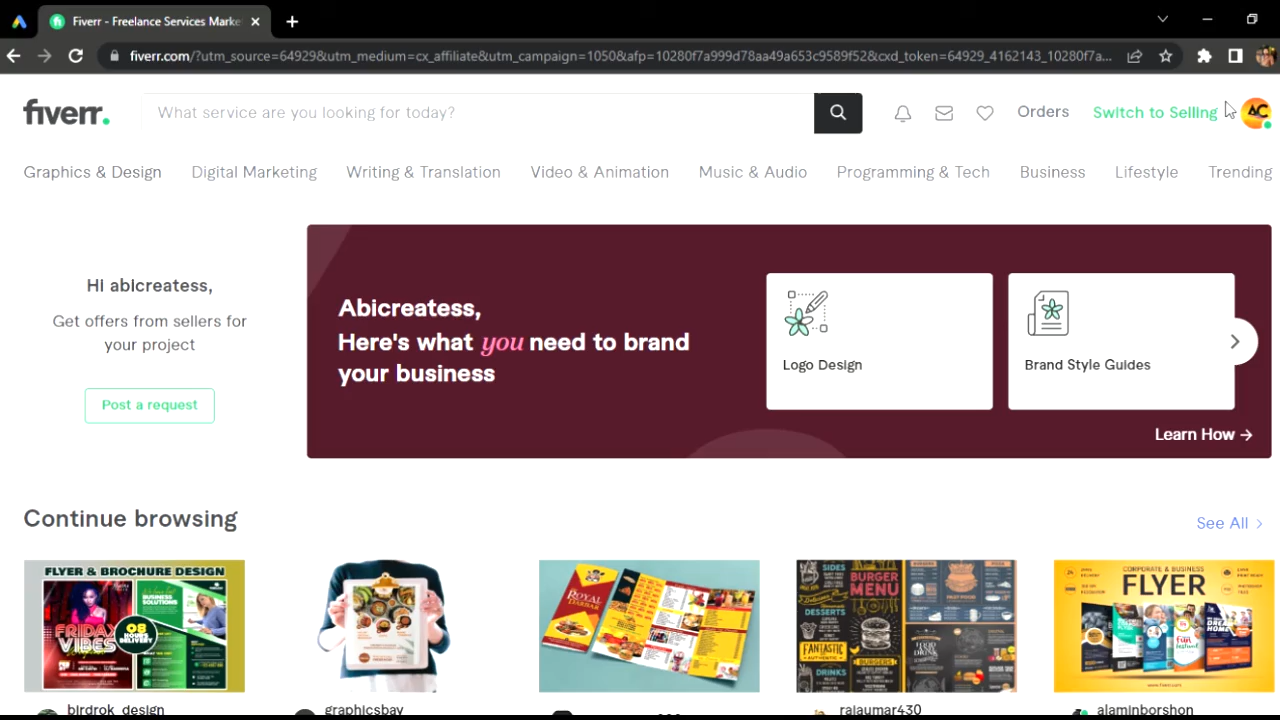 Fiverr - Freelance Services Marke
fiverr.com/?utm_source=64929&utm_medium=cx_affiliate&utm_campaign=1050&afp=10280f7a999d78aa49a653c9589f52&cxd_token=64929_4162143_10280f7a...
fiverr.
What service are you looking for today?
Orders
Switch to Selling
AC
Graphics & Design
Digital Marketing
Writing & Translation
Video & Animation
Music & Audio
Programming & Tech
Business
Lifestyle
Trending
Hi abicreatess,
Get offers from sellers for
your project
Post a request
Abicreatess,
Here's what you need to brand
your business
Logo Design
Brand Style Guides
Learn How →
Continue browsing
See All
FLYER & BROCHURE DESIGN
FRIDAY
VIBES
08
HOURS
DELIVERY
BUSINESS
SOLUTIONS
ROYAL
DARBAR
SIDES
DESSERTS
FANTASTIC
DRINKS
BURGER
MENU
BURGERS
CORPORATE & BUSINESS
FLYER
birdrok_design
graphicsbay
rajaumar430
alaminborshon